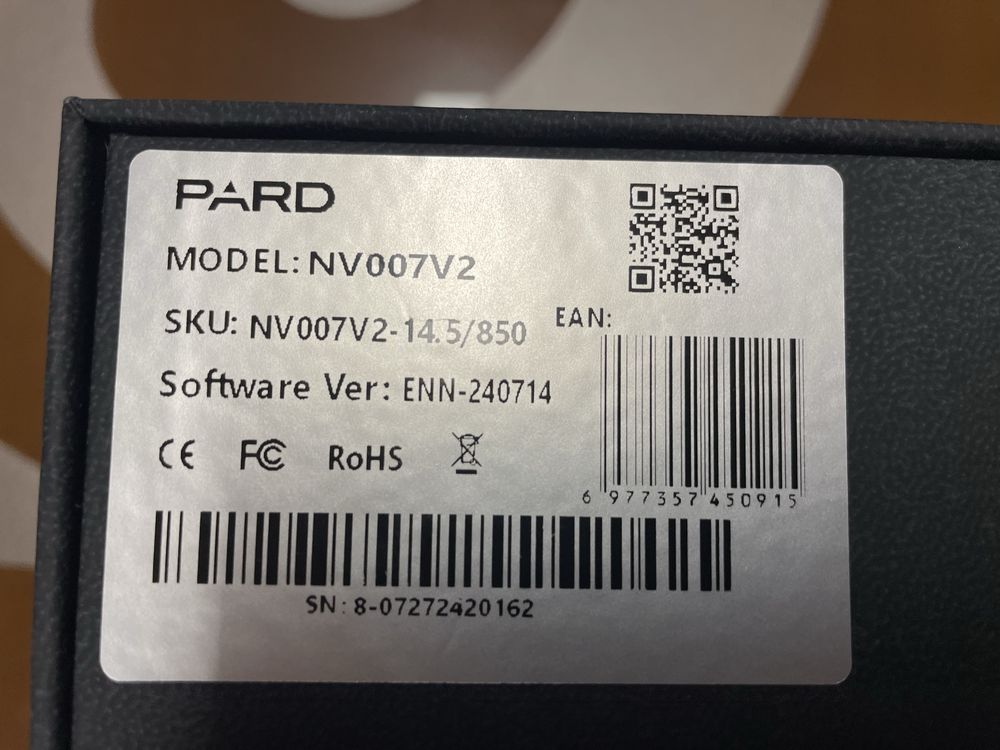 PARD
MODEL: NV007V2
SKU: NV007V2-14.5/850
EAN:
Software Ver: ENN-240714
CE FC RoHS
6 977357 450915
SN: 8-07272420162